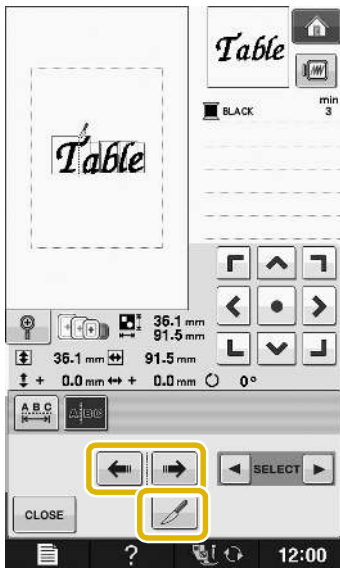 Table
BLACK
min
3
Table
36.1 mm
91.5 mm
36.1 mm 91.5 mm
+ 0.0 mm + 0.0 mm 0°
A B C
A BC
SELECT
CLOSE
? 12:00